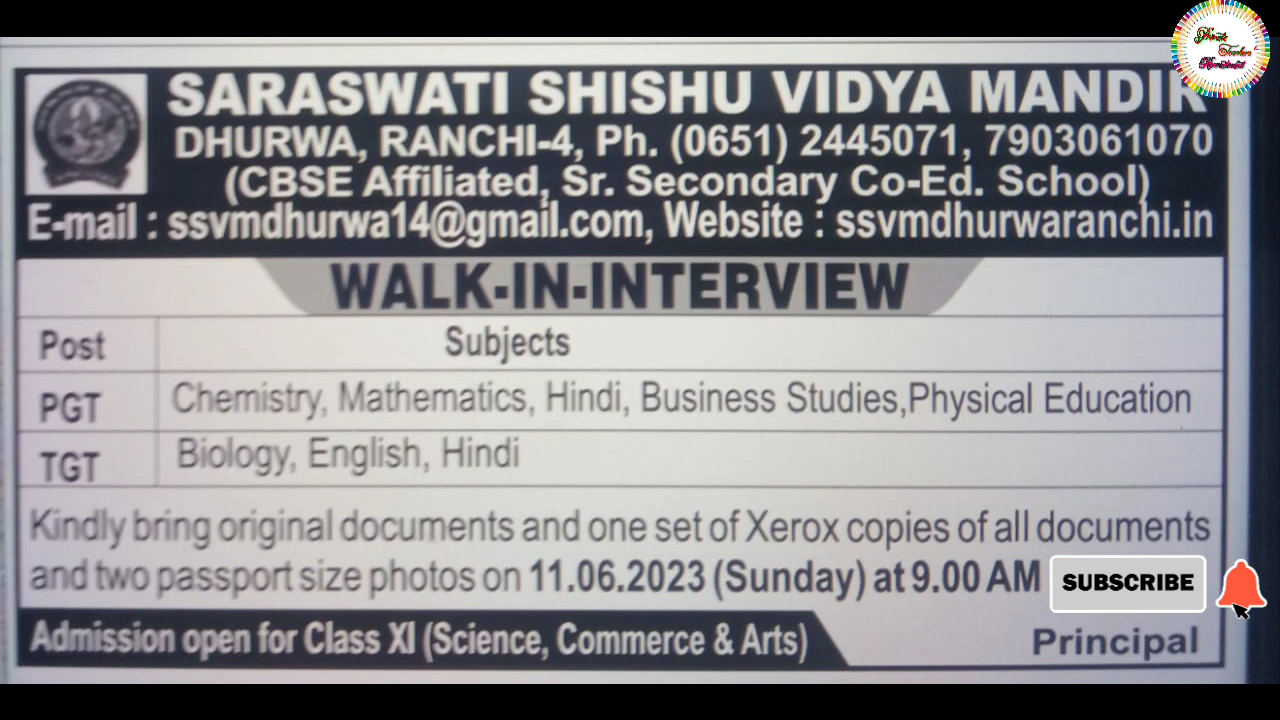 SARASWATI SHISHU VIDYA MANDIR
DHURWA, RANCHI-4, Ph. (0651) 2445071, 7903061070
(CBSE Affiliated, Sr. Secondary Co-Ed. School)
E-mail : ssvmdhurwa14@gmail.com, Website : ssvmdhurwaranchi.in
WALK-IN-INTERVIEW
Post Subjects
PGT Chemistry, Mathematics, Hindi, Business Studies,Physical Education
TGT Biology, English, Hindi
Kindly bring original documents and one set of Xerox copies of all documents
and two passport size photos on 11.06.2023 (Sunday) at 9.00 AM
SUBSCRIBE
Admission open for Class XI (Science, Commerce & Arts)
Principal